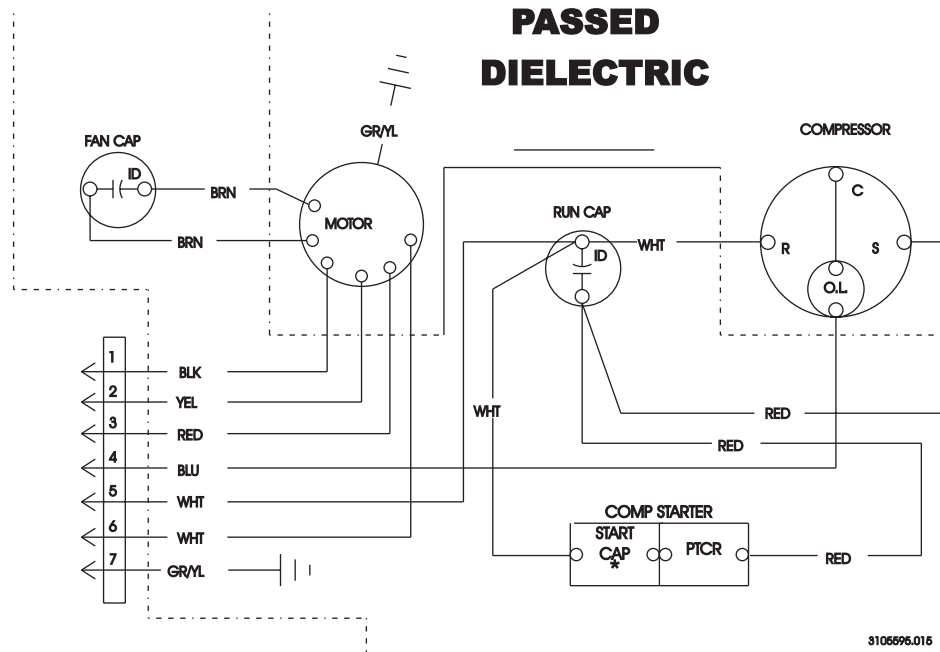 PASSED
DIELECTRIC
GR/YL
COMPRESSOR
FAN CAP
ID
BRN
MOTOR
RUN CAP
C
BRN
WHT
ID
R
S
O.L.
1
BLK
2
YEL
3
RED
WHT
RED
RED
4
BLU
5
WHT
COMP STARTER
6
WHT
START
CAP
*
PTCR
RED
7
GR/YL
3105595.015